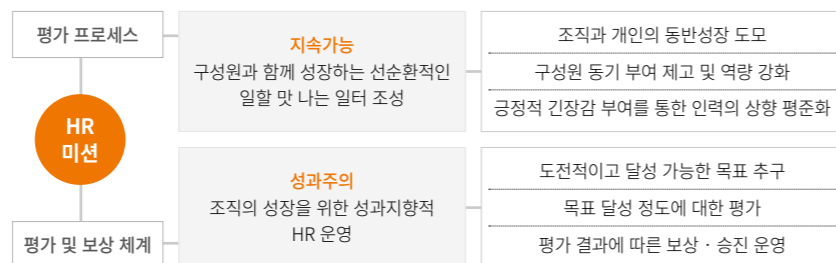 평가 프로세스
HR
미션
평가 및 보상 체계
지속가능
구성원과 함께 성장하는 선순환적인
일할 맛 나는 일터 조성
조직과 개인의 동반성장 도모
구성원 동기 부여 제고 및 역량 강화
긍정적 긴장감 부여를 통한 인력의 상향 평준화
성과주의
조직의 성장을 위한 성과지향적
HR 운영
도전적이고 달성 가능한 목표 추구
목표 달성 정도에 대한 평가
평가 결과에 따른 보상 · 승진 운영